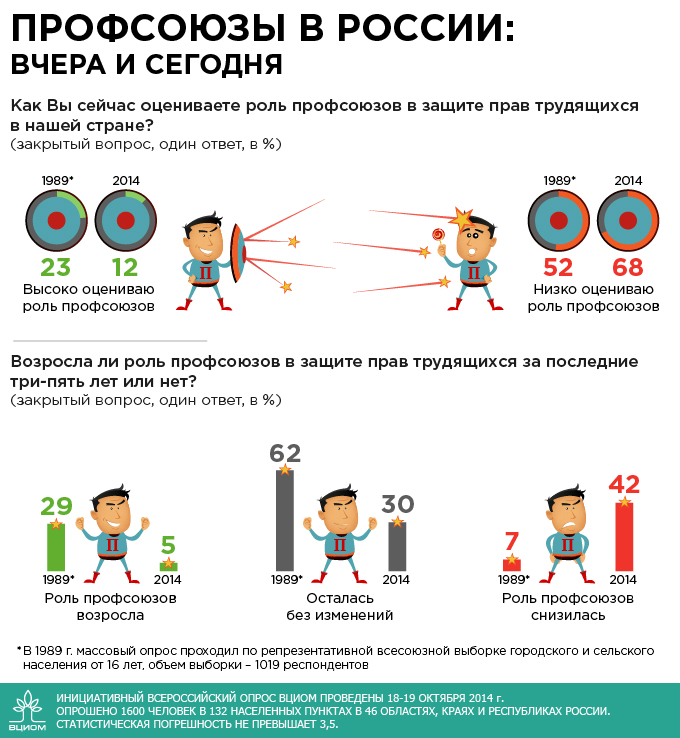 ПРОФСОЮЗЫ В РОССИИ:
ВЧЕРА И СЕГОДНЯ
Как Вы сейчас оцениваете роль профсоюзов в защите прав трудящихся
в нашей стране?
(закрытый вопрос, один ответ, в %)
1989* 2014
23 12
Высоко оцениваю
роль профсоюзов
П
П
1989* 2014
52 68
Низко оцениваю
роль профсоюзов
Возросла ли роль профсоюзов в защите прав трудящихся за последние
три-пять лет или нет?
(закрытый вопрос, один ответ, в %)
29
П
5
1989* 2014
Роль профсоюзов
возросла
62
П
30
1989* 2014
Осталась
без изменений
7
П
42
1989* 2014
Роль профсоюзов
снизилась
*В 1989 г. массовый опрос проходил по репрезентативной всесоюзной выборке городского и сельского
населения от 16 лет, объем выборки – 1019 респондентов
ВЦИОМ
ИНИЦИАТИВНЫЙ ВСЕРОССИЙСКИЙ ОПРОС ВЦИОМ ПРОВЕДЕНЫ 18-19 ОКТЯБРЯ 2014 г.
ОПРОШЕНО 1600 ЧЕЛОВЕК В 132 НАСЕЛЕННЫХ ПУНКТАХ В 46 ОБЛАСТЯХ, КРАЯХ И РЕСПУБЛИКАХ РОССИИ.
СТАТИСТИЧЕСКАЯ ПОГРЕШНОСТЬ НЕ ПРЕВЫШАЕТ 3,5.